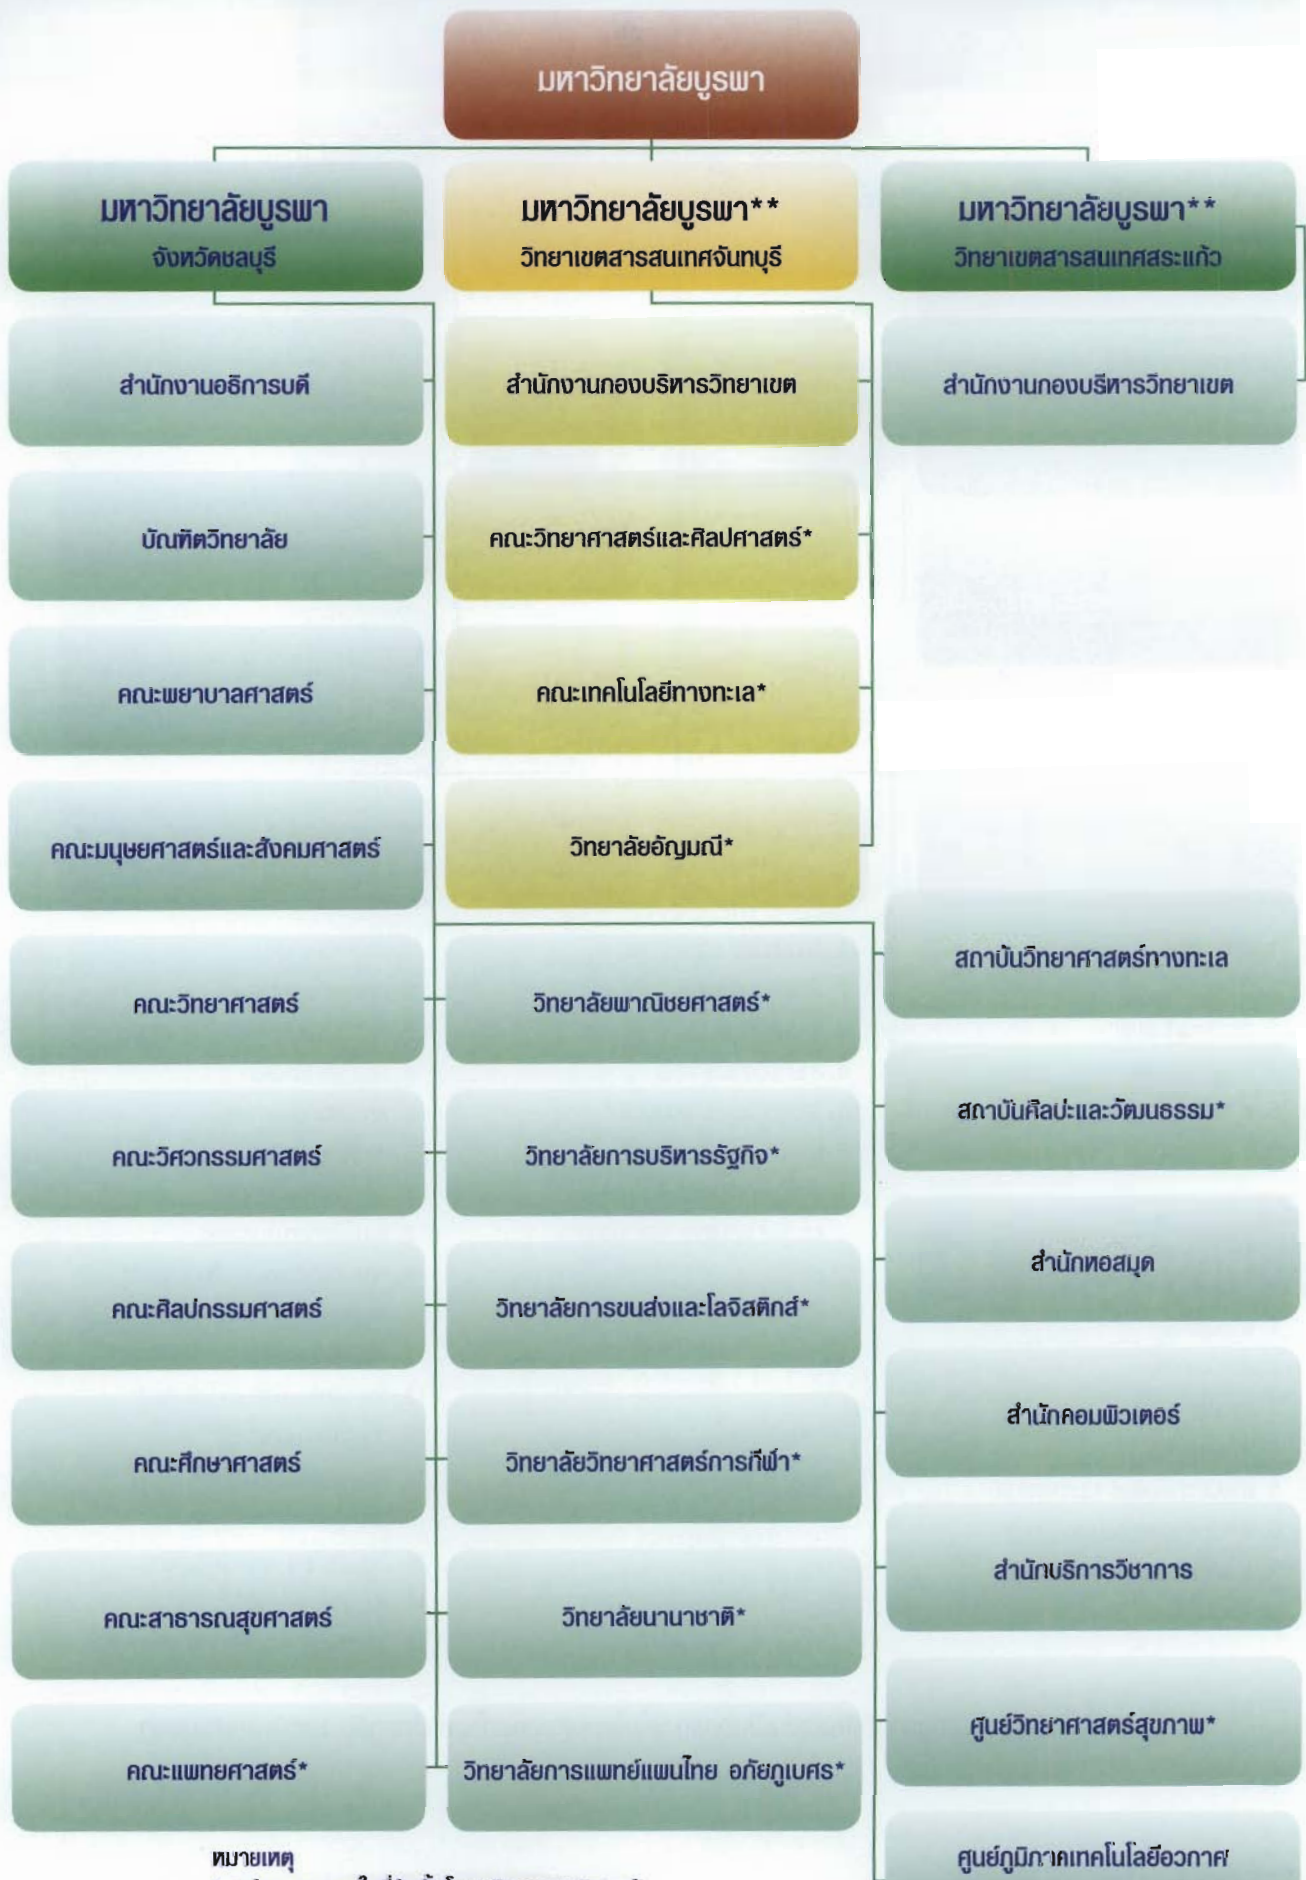 มหาวิทยาลัยบูรพา
มหาวิทยาลัยบูรพา
จังหวัดชลบุรี
มหาวิทยาลัยบูรพา**
วิทยาเขตสารสนเทศจันทบุรี
มหาวิทยาลัยบูรพา**
วิทยาเขตสารสนเทศสระแก้ว
สำนักงานอธิการบดี
สำนักงานกองบริหารวิทยาเขต
สำนักงานกองบริหารวิทยาเขต
บัณฑิตวิทยาลัย
คณะวิทยาศาสตร์และศิลปศาสตร์*
คณะพยาบาลศาสตร์
คณะเทคโนโลยีทางทะเล*
คณะมนุษยศาสตร์และสังคมศาสตร์
วิทยาลัยอัญมณี*
สถาบันวิทยาศาสตร์ทางทะเล
คณะวิทยาศาสตร์
วิทยาลัยพาณิชยศาสตร์*
สถาบันศิลปะและวัฒนธรรม*
คณะวิศวกรรมศาสตร์
วิทยาลัยการบริหารรัฐกิจ*
สำนักหอสมุด
คณะศิลปกรรมศาสตร์
วิทยาลัยการขนส่งและโลจิสติกส์*
สำนักคอมพิวเตอร์
คณะศึกษาศาสตร์
วิทยาลัยวิทยาศาสตร์การกีฬา*
สำนักบริการวิชาการ
คณะสาธารณสุขศาสตร์
วิทยาลัยนานาชาติ*
ศูนย์วิทยาศาสตร์สุขภาพ*
คณะแพทยศาสตร์*
วิทยาลัยการแพทย์แผนไทย อภัยภูเบศร*
ศูนย์ภูมิภาคเทคโนโลยีอวกาศ
หมายเหตุ